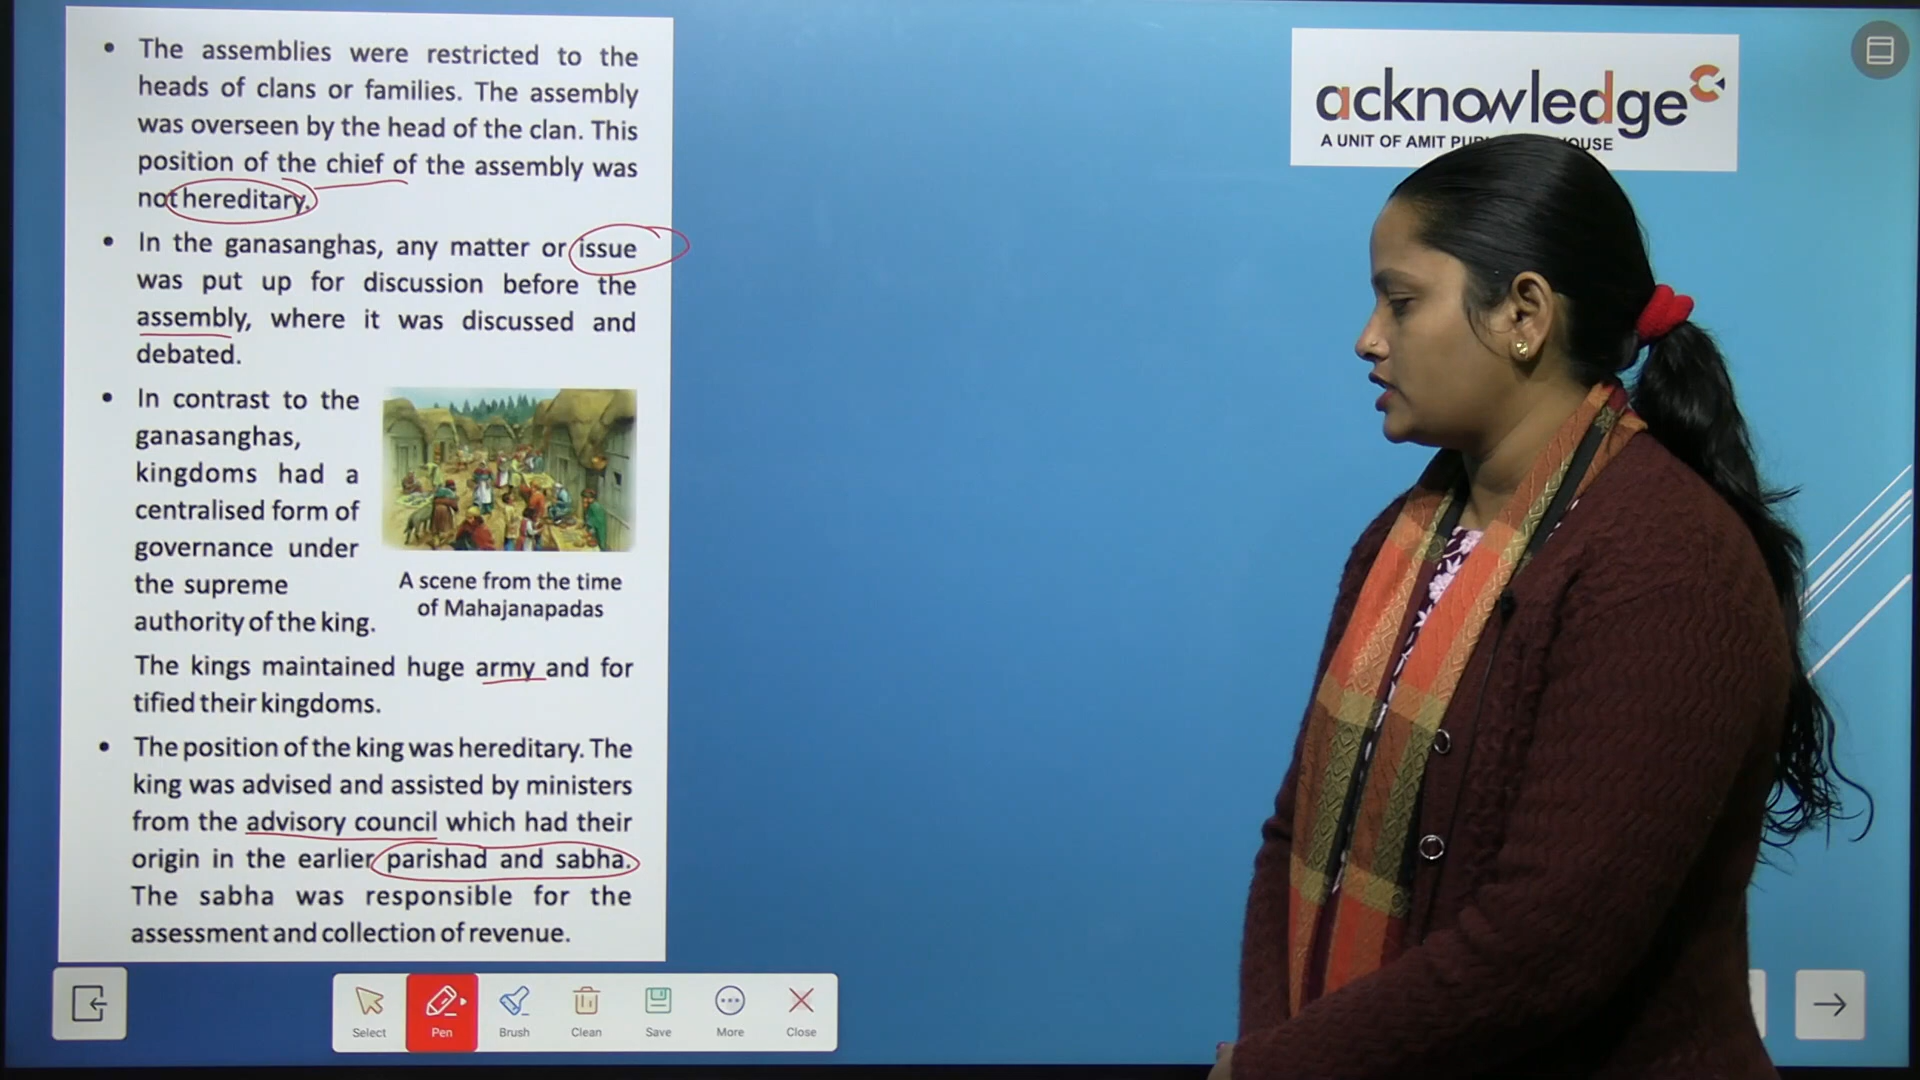 • The assemblies were restricted to the
heads of clans or families. The assembly
was overseen by the head of the clan. This
position of the chief of the assembly was
not hereditary.
• In the ganasanghas, any matter or issue
was put up for discussion before the
assembly, where it was discussed and
debated.
• In contrast to the
ganasanghas,
kingdoms had a
centralised form of
governance under
the supreme
authority of the king.
A scene from the time
of Mahajanapadas
The kings maintained huge army and for
tified their kingdoms.
• The position of the king was hereditary. The
king was advised and assisted by ministers
from the advisory council which had their
origin in the earlier parishad and sabha.
The sabha was responsible for the
assessment and collection of revenue.
Select Pen Brush Clean Save More Close
acknowledge
A UNIT OF AMIT